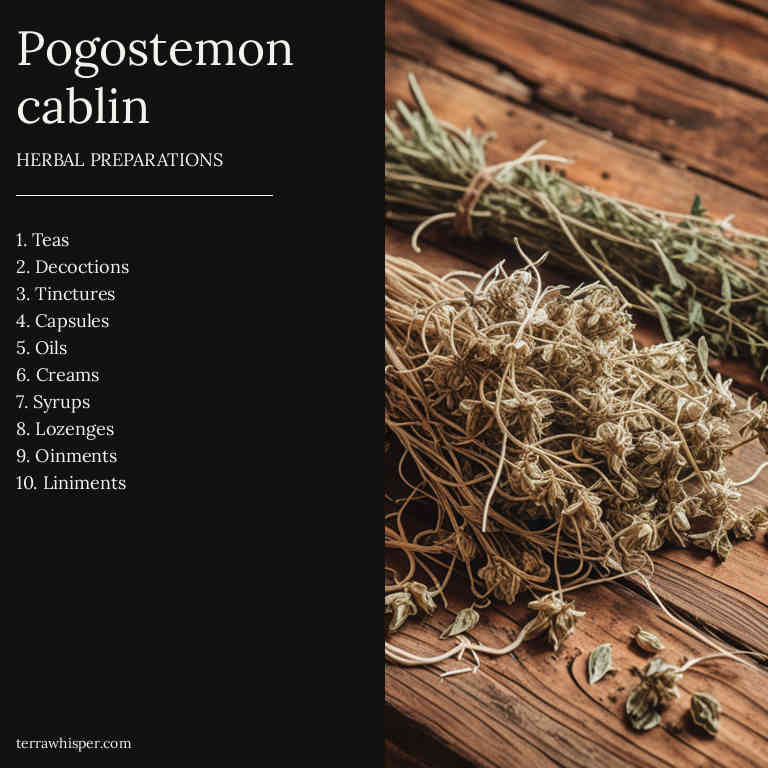 Pogostemon
cablin
HERBAL PREPARATIONS
1. Teas
2. Decoctions
3. Tinctures
4. Capsules
5. Oils
6. Creams
7. Syrups
8. Lozenges
9. Oinments
10. Liniments
terrawhisper.com